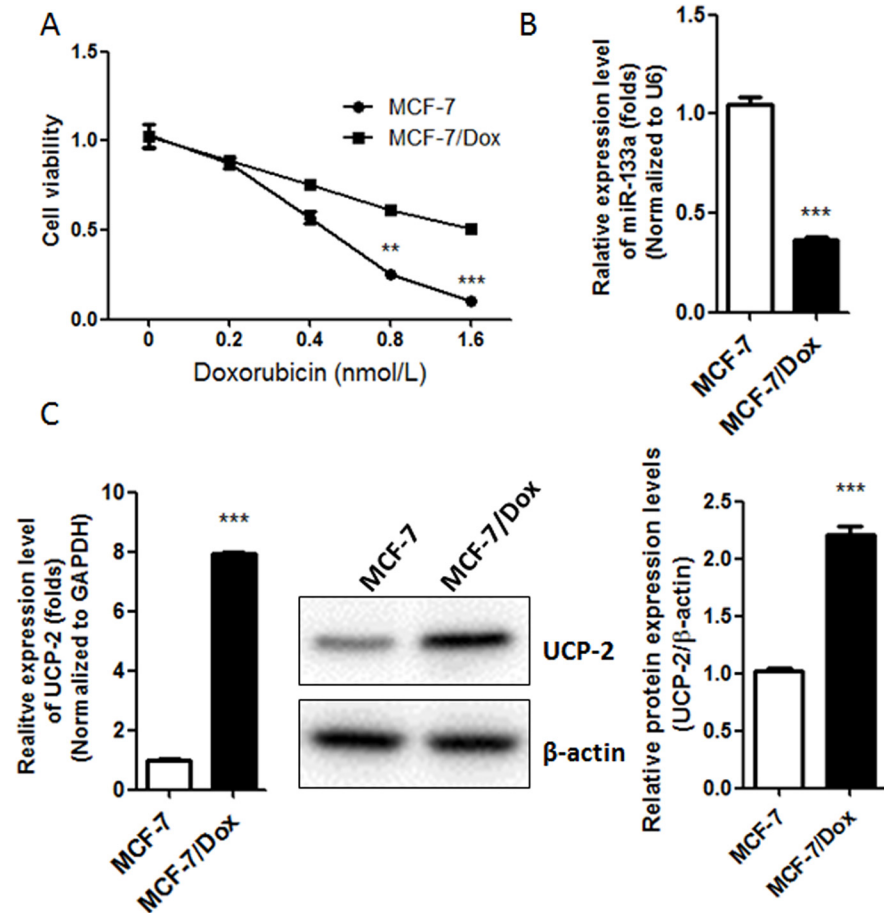 A
1.5
1.0
0.5
0.0
Cell viability
MCF-7
MCF-7/Dox
**
***
0 0.2 0.4 0.8 1.6
Doxorubicin (nmol/L)
B
Ralative expression level
of miR-133a (folds)
(Normalized to U6)
1.5
1.0
0.5
0.0
***
MCF-7
MCF-7/Dox
C
Realitve expression level
of UCP-2 (folds)
(Normalized to GAPDH)
10
8
6
4
2
0
***
MCF-7
MCF-7/Dox
MCF-7
MCF-7/Dox
UCP-2
β-actin
Relative protein expression levels
(UCP-2/β-actin)
2.5
2.0
1.5
1.0
0.5
0.0
***
MCF-7
MCF-7/Dox